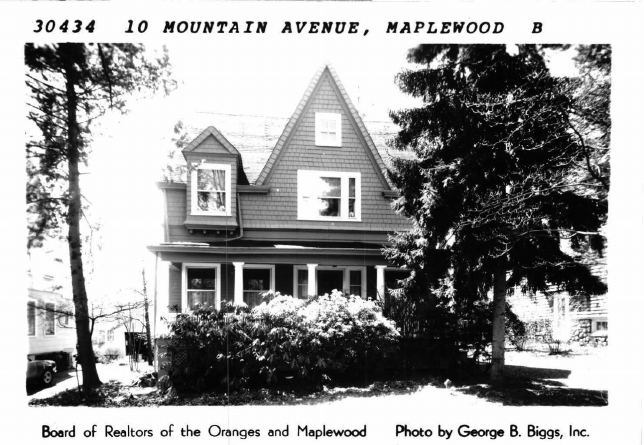 30434 10 MOUNTAIN AVENUE, MAPLEWOOD B
Board of Realtors of the Oranges and Maplewood Photo by George B. Biggs, Inc.